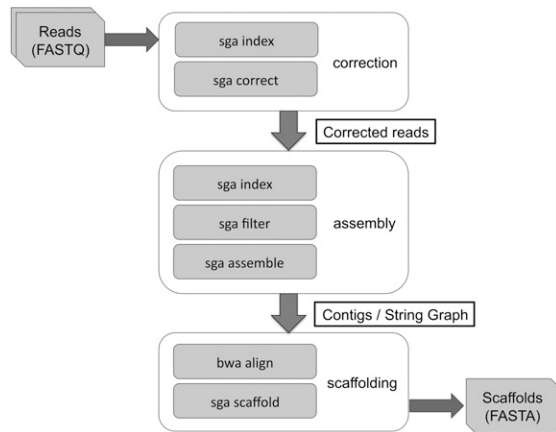 Reads
(FASTQ)
sga index
sga correct
correction
Corrected reads
sga index
sga filter
sga assemble
assembly
Contigs / String Graph
bwa align
sga scaffold
scaffolding
Scaffolds
(FASTA)